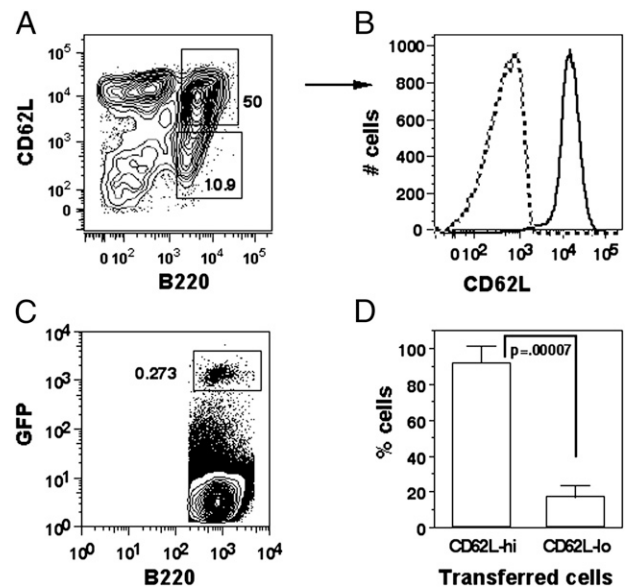 A
CD62L
10⁵
10⁴
10³
10²
0
50
10.9
0 10² 10³ 10⁴ 10⁵
B220
B
# cells
1000
800
600
400
200
0
0 10² 10³ 10⁴ 10⁵
CD62L
C
GFP
10⁴
10³
10²
10¹
10⁰
0.273
10⁰ 10¹ 10² 10³ 10⁴
B220
D
% cells
100
80
60
40
20
0
p=.00007
CD62L-hi CD62L-lo
Transferred cells